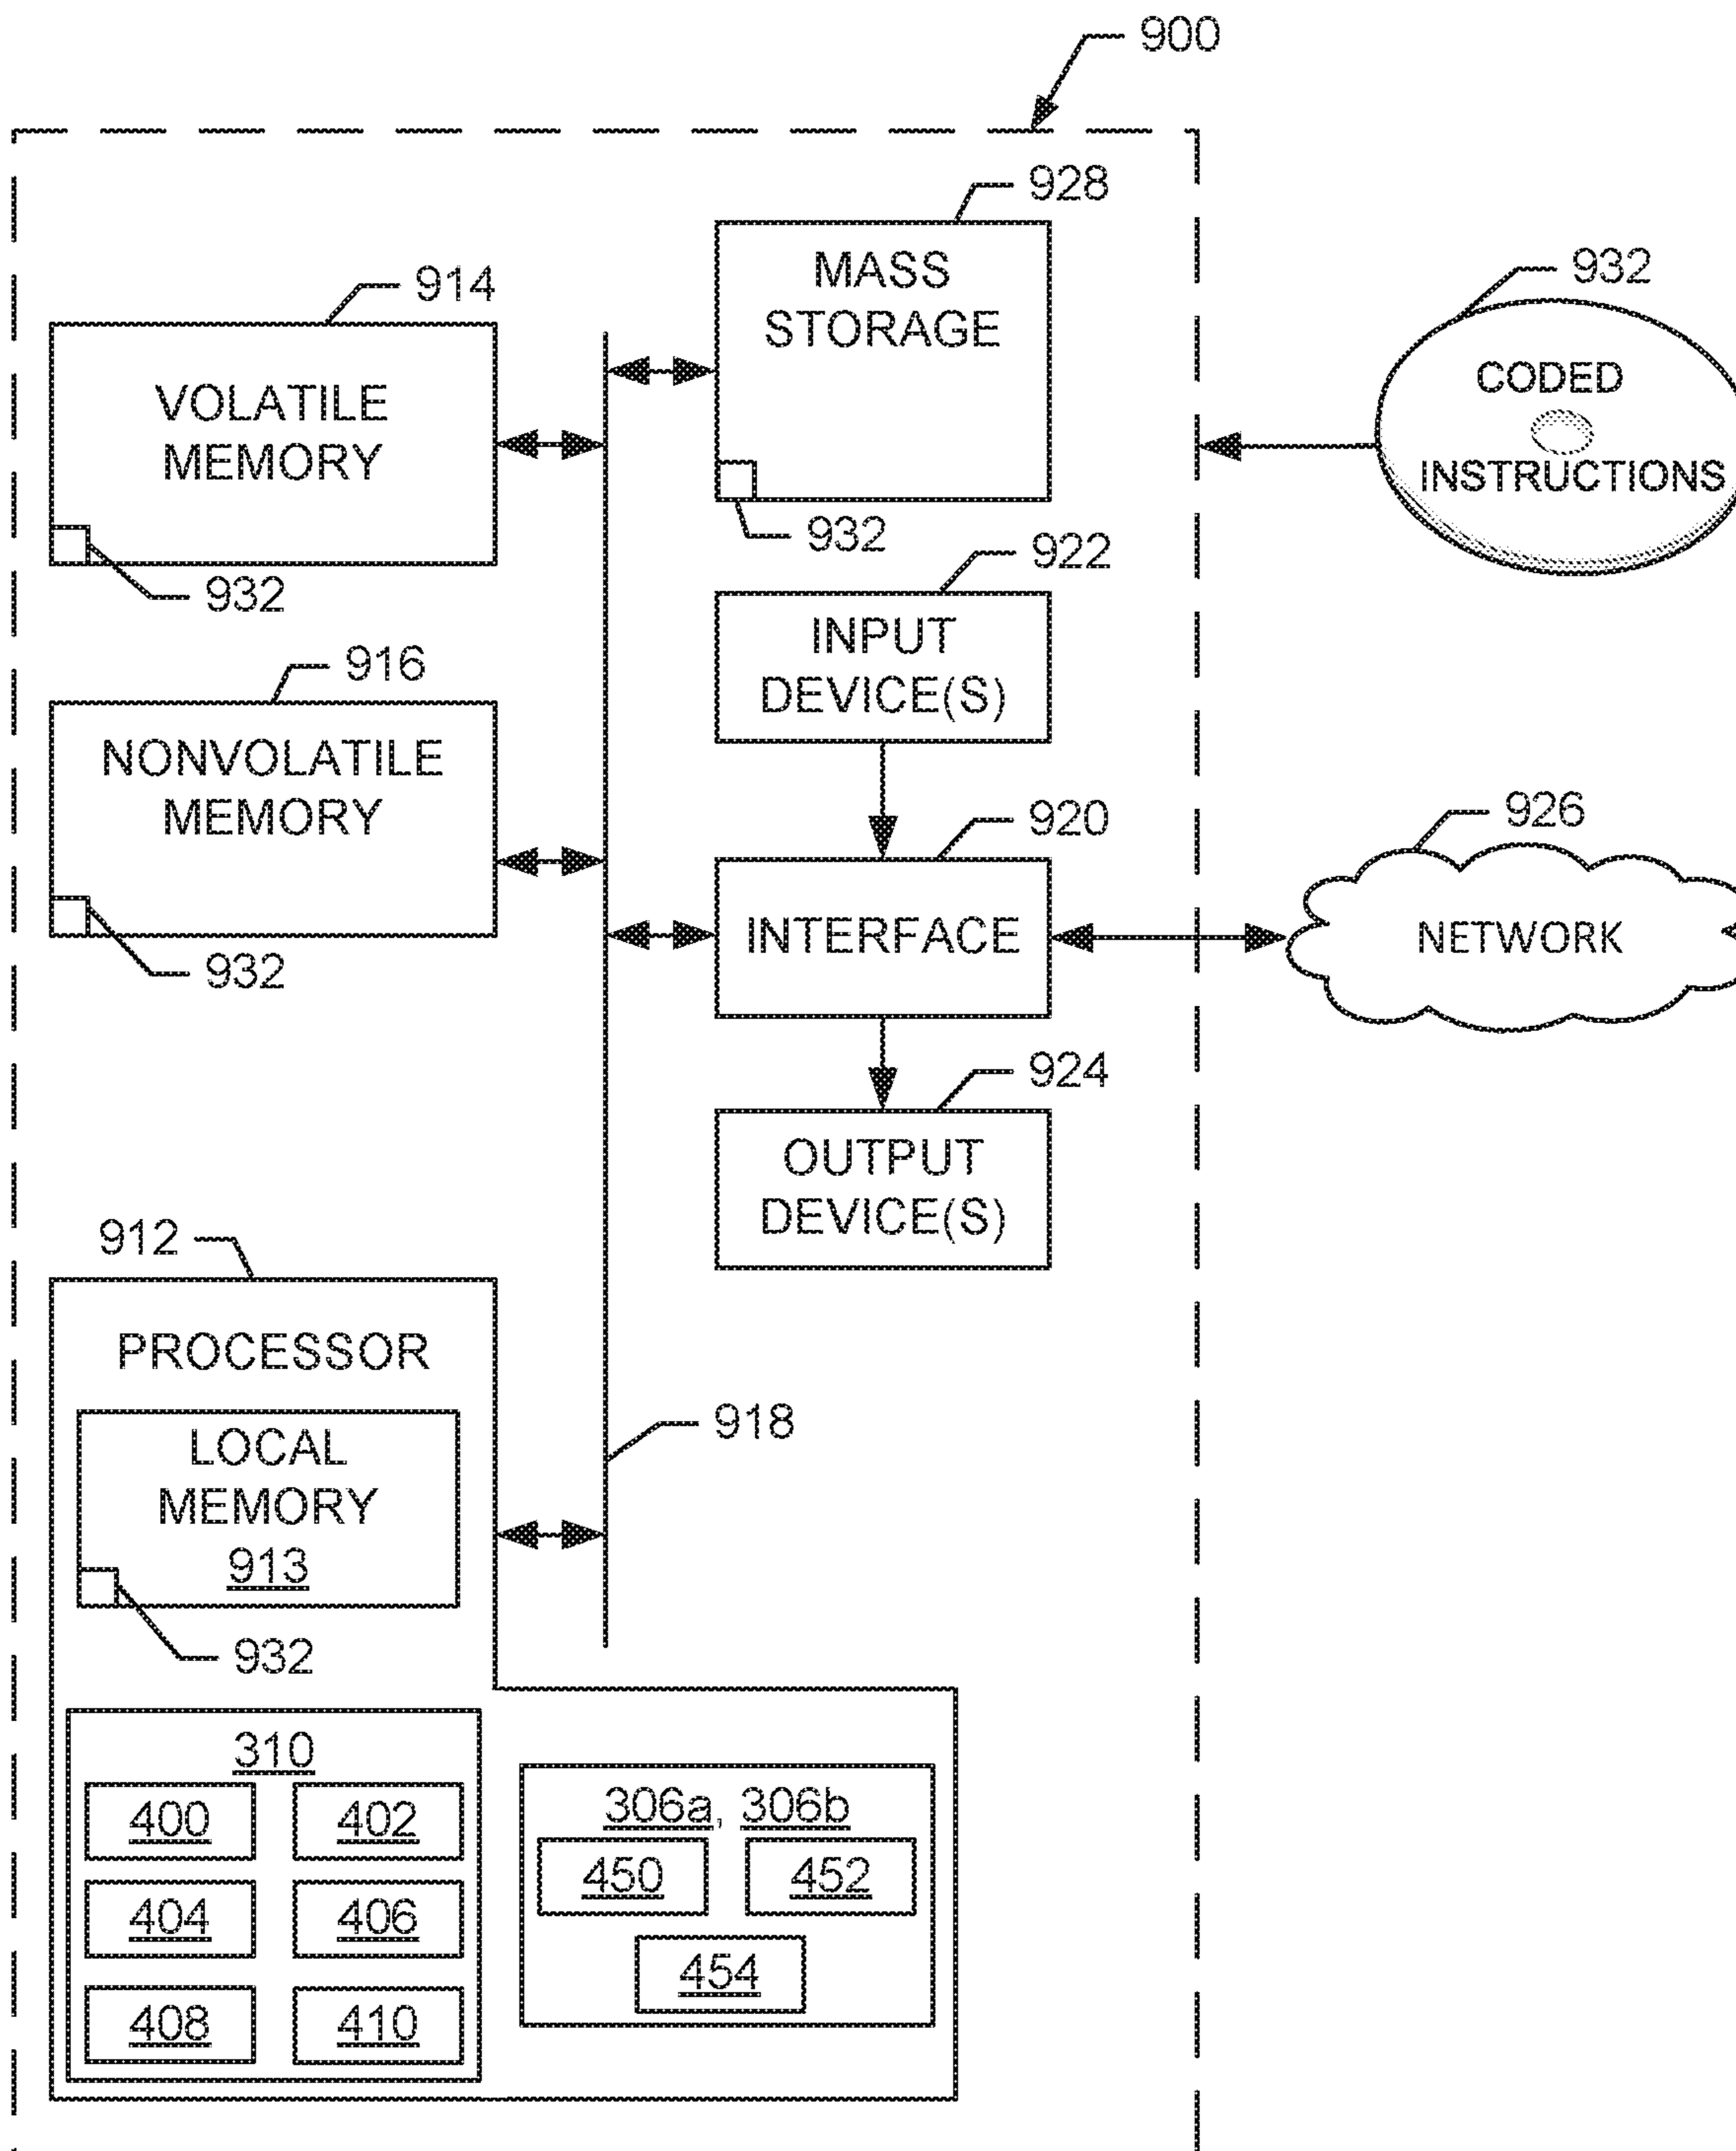 900
928
MASS
STORAGE
932
914
VOLATILE
MEMORY
932
932
CODED
INSTRUCTIONS
922
INPUT
DEVICE(S)
916
NONVOLATILE
MEMORY
932
920
INTERFACE
926
NETWORK
924
OUTPUT
DEVICE(S)
912
PROCESSOR
LOCAL
MEMORY
913
932
918
310
400 402
404 406
408 410
306a, 306b
450 452
454